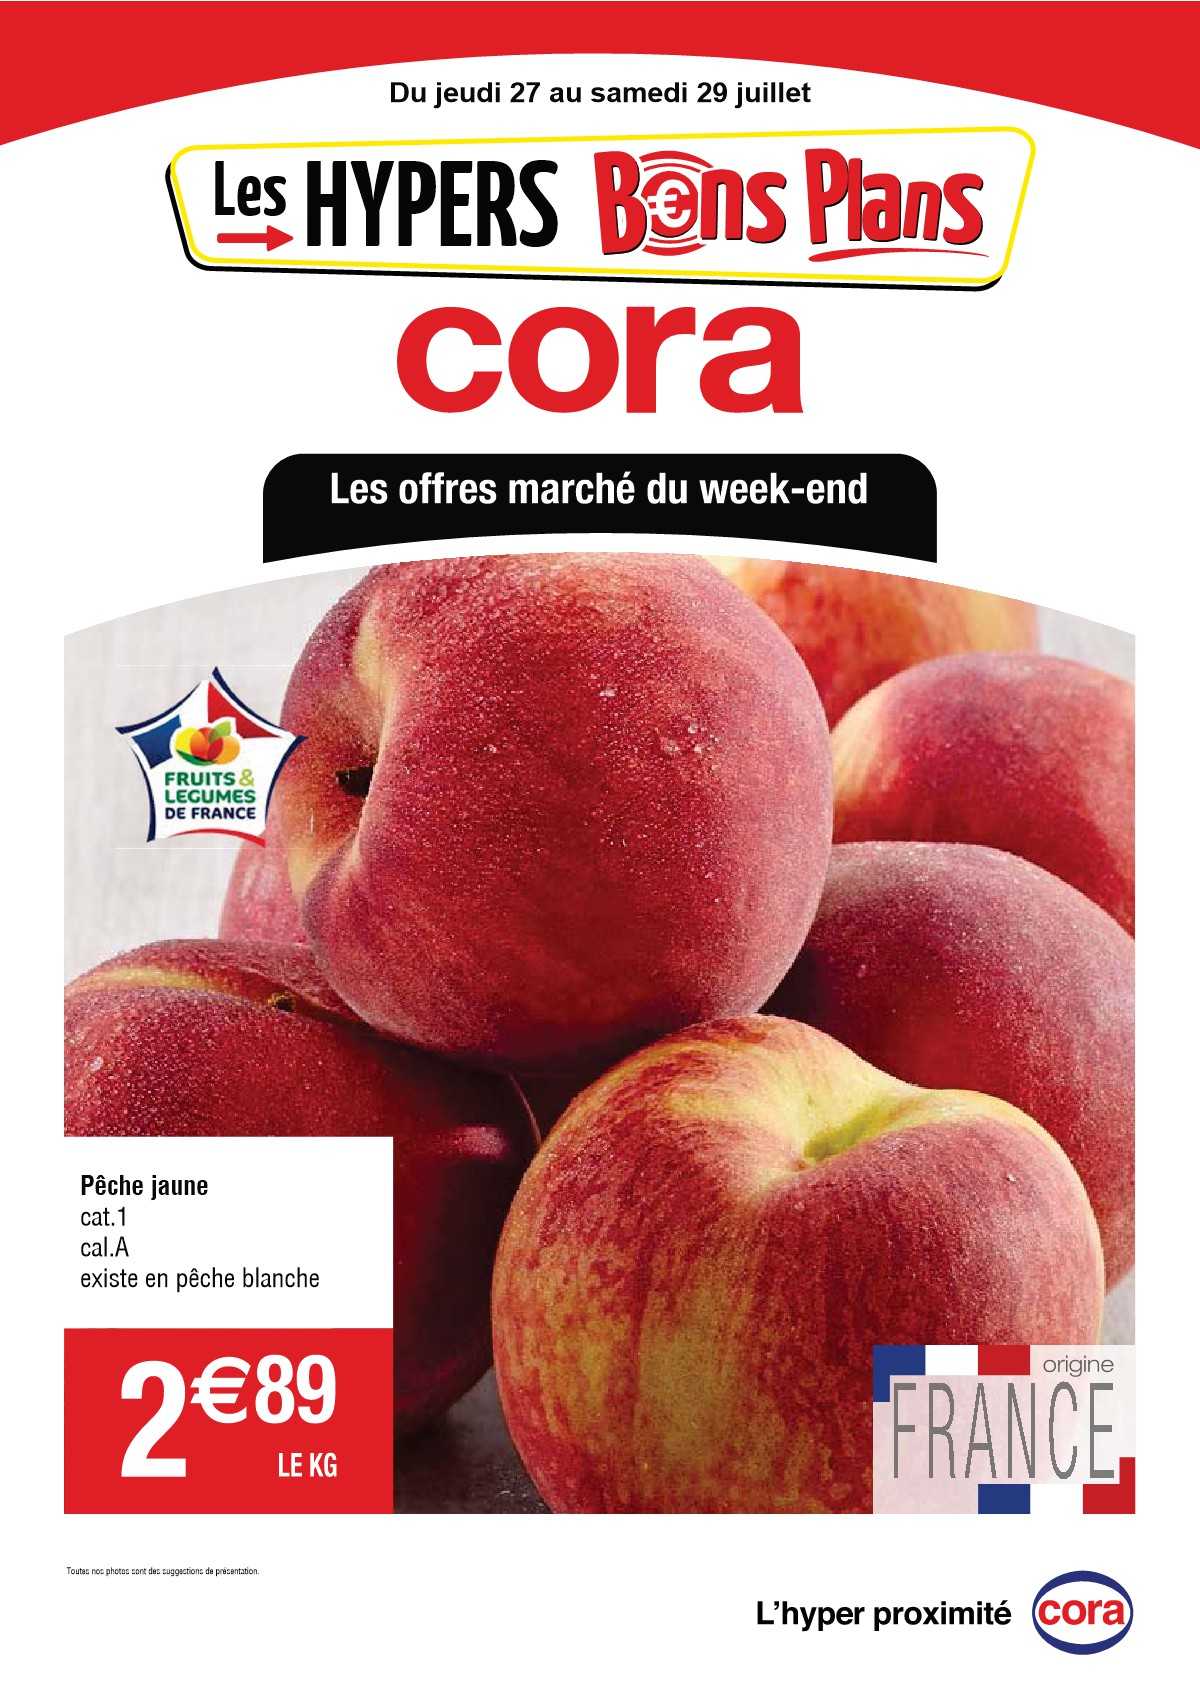 Du jeudi 27 au samedi 29 juillet
Les HYPERS Bons Plans
cora
Les offres marché du week-end
FRUITS &
LEGUMES
DE FRANCE
Pêche jaune
cat.1
cal.A
existe en pêche blanche
2€89
LE KG
origine
FRANCE
Toutes nos photos sont des suggestions de présentation.
L'hyper proximité cora